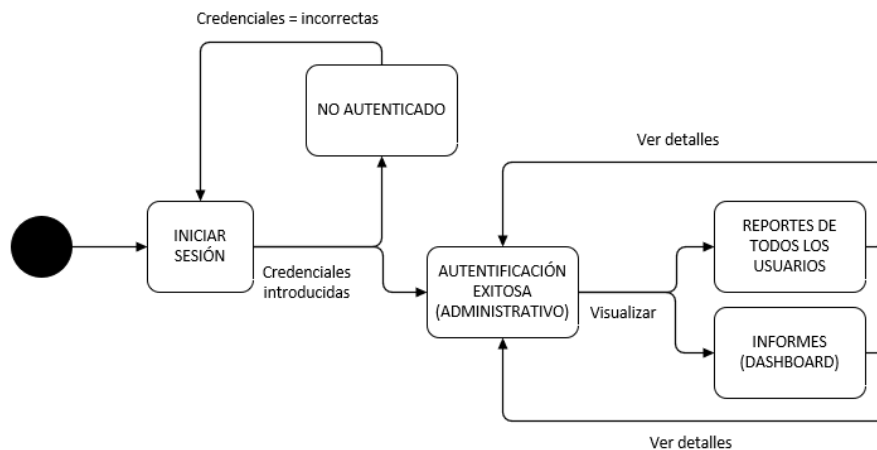 Credenciales = incorrectas
NO AUTENTICADO
Ver detalles
INICIAR
SESIÓN
Credenciales
introducidas
AUTENTIFICACIÓN
EXITOSA
(ADMINISTRATIVO)
Visualizar
REPORTES DE
TODOS LOS
USUARIOS
INFORMES
(DASHBOARD)
Ver detalles